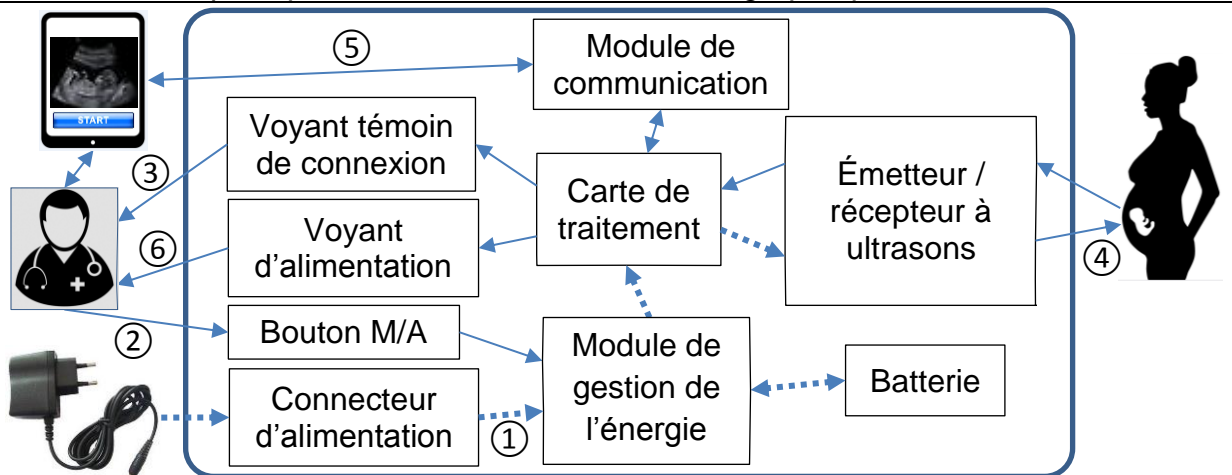 ⑤
Module de
communication
START
Voyant témoin
de connexion
③
Carte de
traitement
Émetteur /
récepteur à
ultrasons
④
Voyant
d’alimentation
⑥
②
Bouton M/A
Module de
gestion de
l’énergie
Batterie
Connecteur
d’alimentation
①